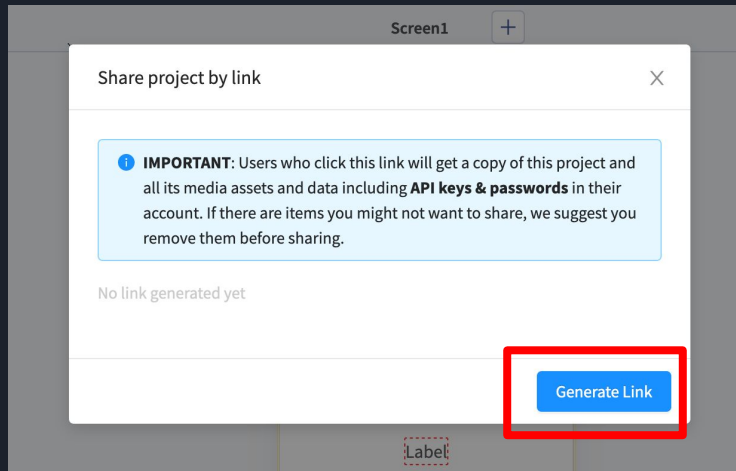 Screen1
Share project by link
IMPORTANT: Users who click this link will get a copy of this project and
all its media assets and data including API keys & passwords in their
account. If there are items you might not want to share, we suggest you
remove them before sharing.
No link generated yet
Generate Link
Label